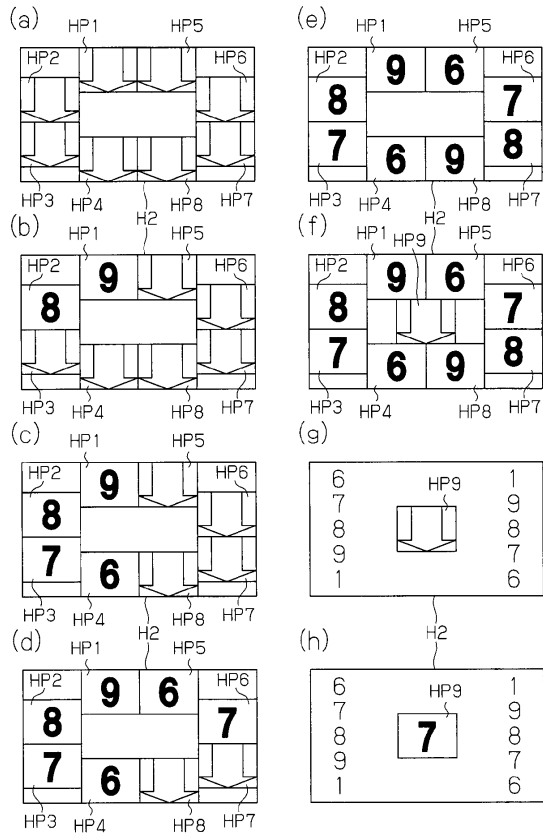 (a)
HP1 HP5
HP2 HP6
HP3 HP4 H2 HP8 HP7
(b)
HP1 HP5
HP2 9 HP6
8
HP3 HP4 HP8 HP7
(c)
HP1 HP5
HP2 9 HP6
8
7 6
HP3 HP4 H2 HP8 HP7
(d)
HP1 HP5
HP2 9 6 HP6
8 7
7 6
HP3 HP4 HP8 HP7
(e)
HP1 HP5
HP2 9 6 HP6
8 7
7 6 9 8
HP3 HP4 H2 HP8 HP7
(f)
HP1 HP9 HP5
HP2 9 6 HP6
8 7
7 6 9 8
HP3 HP4 HP8 HP7
(g)
6 HP9 1
7 9
8 8
9 7
1 6
H2
(h)
6 HP9 1
7 9
8 7 8
9 7
1 6